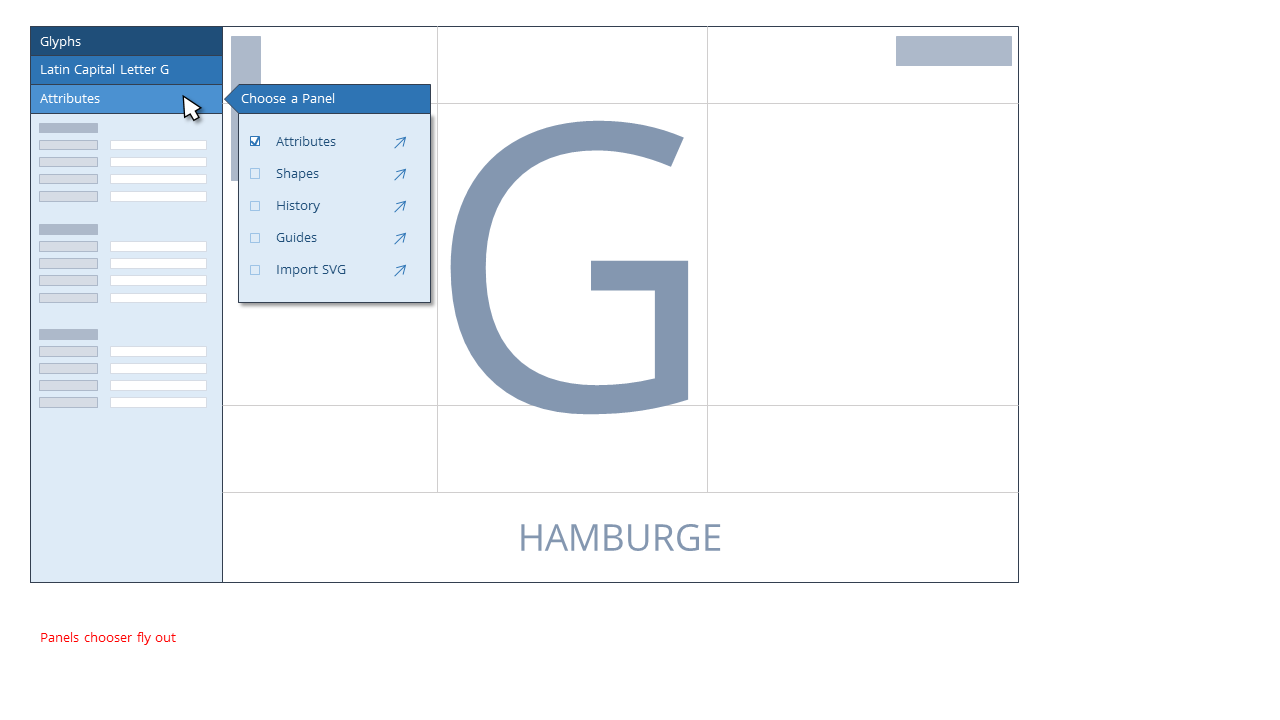 Glyphs
Latin Capital Letter G
Attributes
Choose a Panel
Attributes
Shapes
History
Guides
Import SVG
G
HAMBURGE
Panels chooser fly out